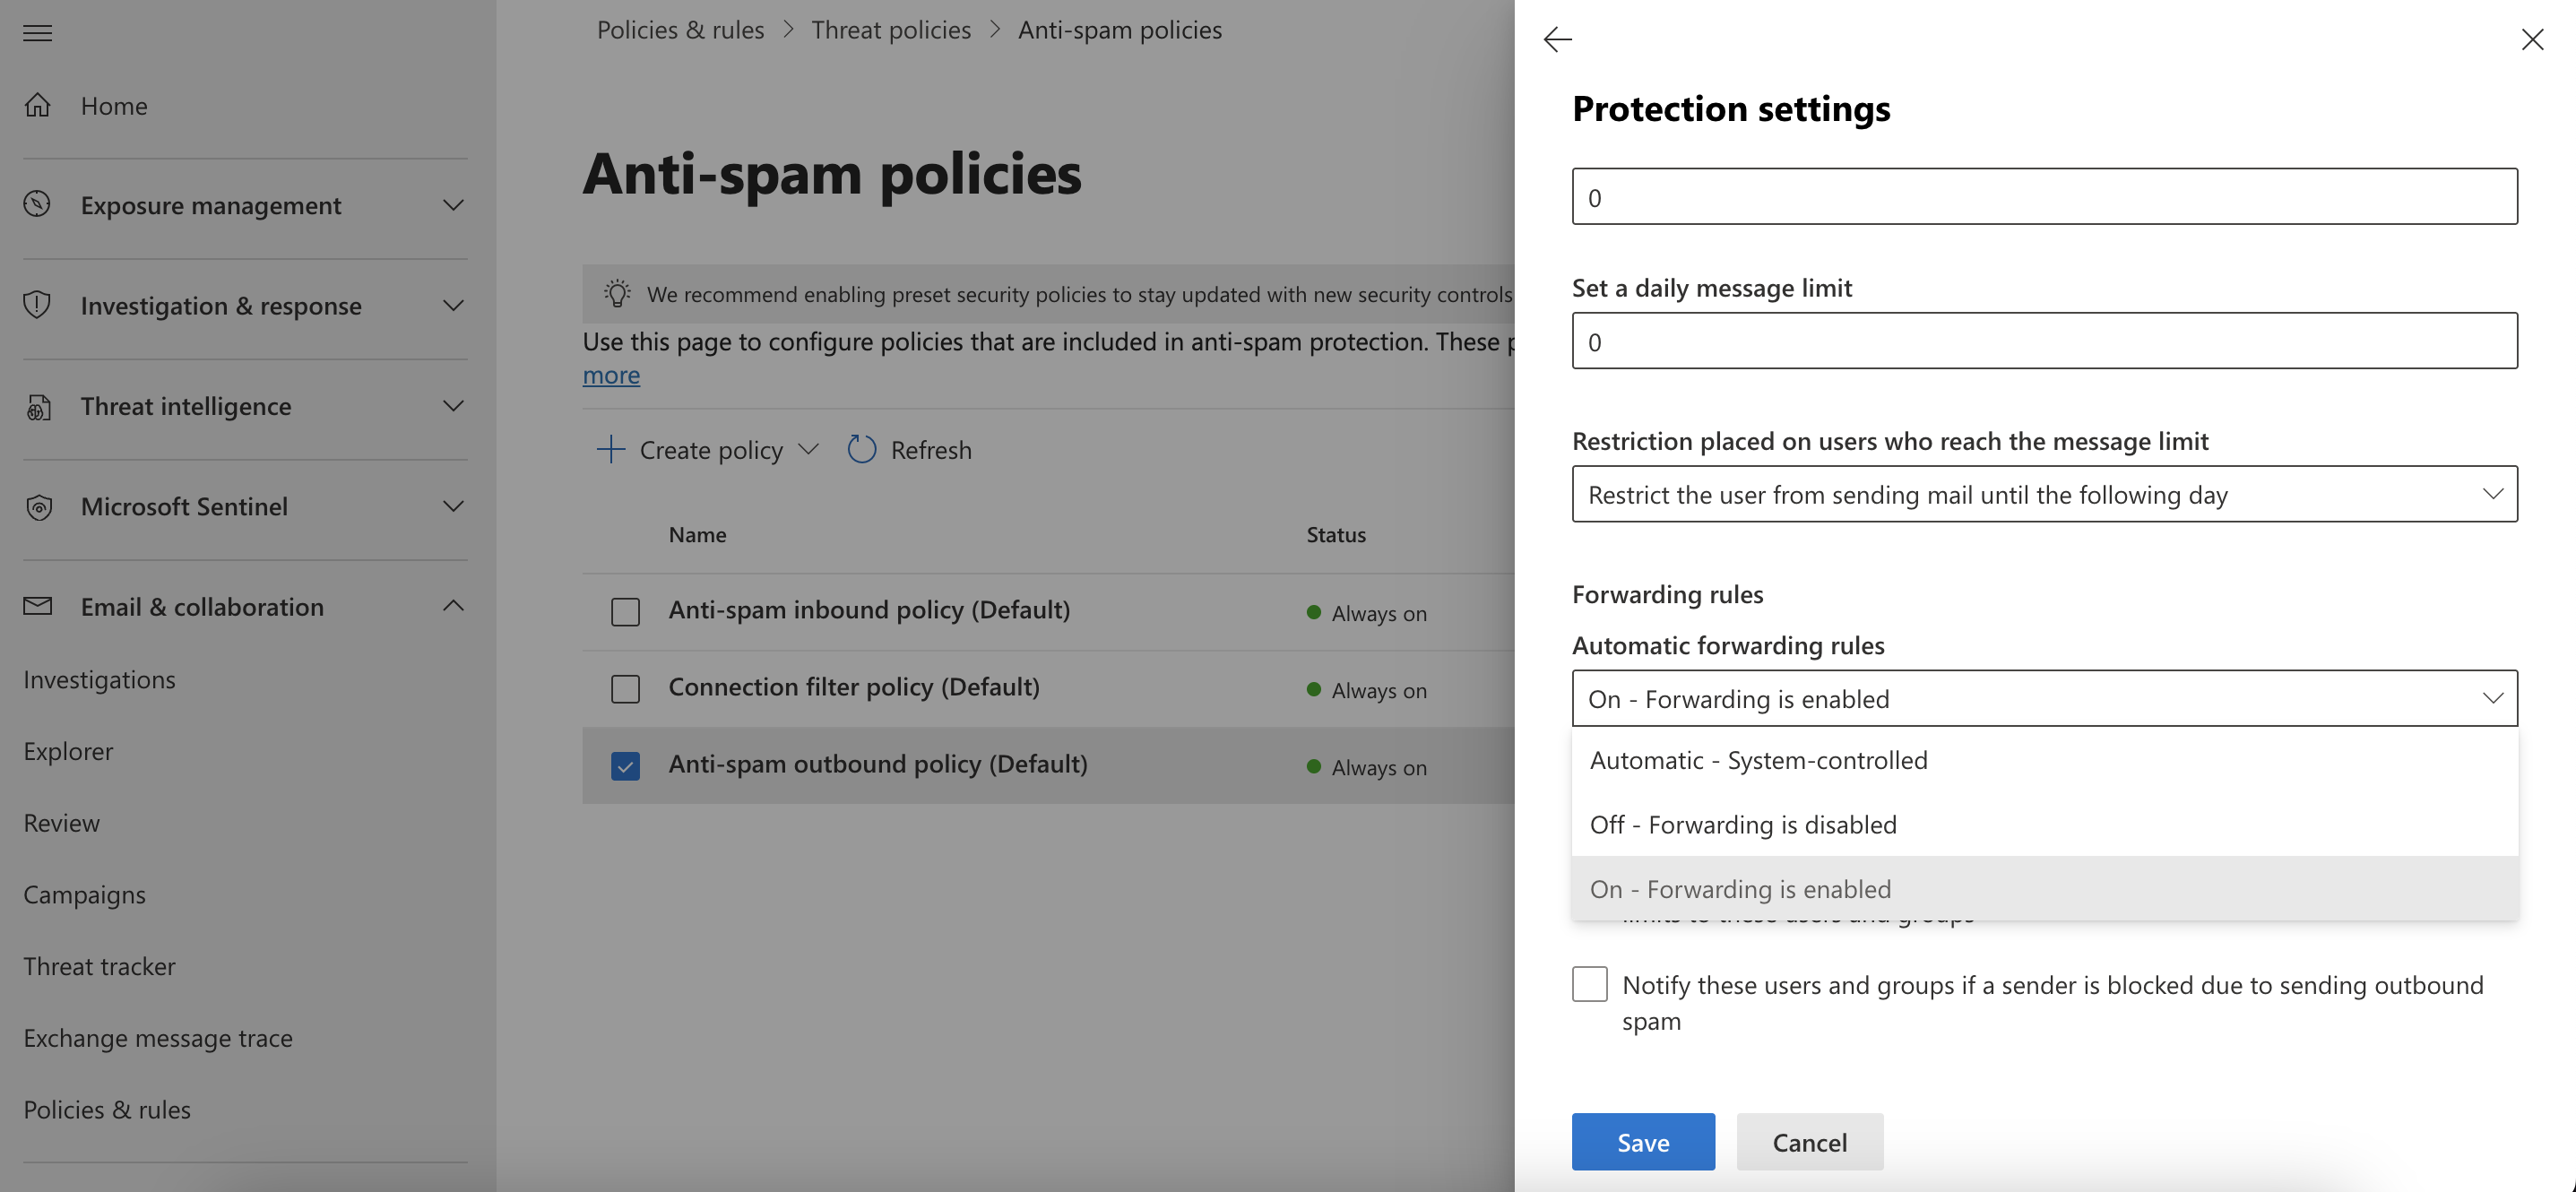 Home
Exposure management
Investigation & response
Threat intelligence
Microsoft Sentinel
Email & collaboration
Investigations
Explorer
Review
Campaigns
Threat tracker
Exchange message trace
Policies & rules
Policies & rules > Threat policies > Anti-spam policies
Anti-spam policies
We recommend enabling preset security policies to stay updated with new security controls
Use this page to configure policies that are included in anti-spam protection. These
more
Create policy Refresh
Name Status
Anti-spam inbound policy (Default) Always on
Connection filter policy (Default) Always on
Anti-spam outbound policy (Default) Always on
Protection settings
0
Set a daily message limit
0
Restriction placed on users who reach the message limit
Restrict the user from sending mail until the following day
Forwarding rules
Automatic forwarding rules
On - Forwarding is enabled
Automatic - System-controlled
Off - Forwarding is disabled
On - Forwarding is enabled
limits to these users and groups
Notify these users and groups if a sender is blocked due to sending outbound
spam
Save Cancel